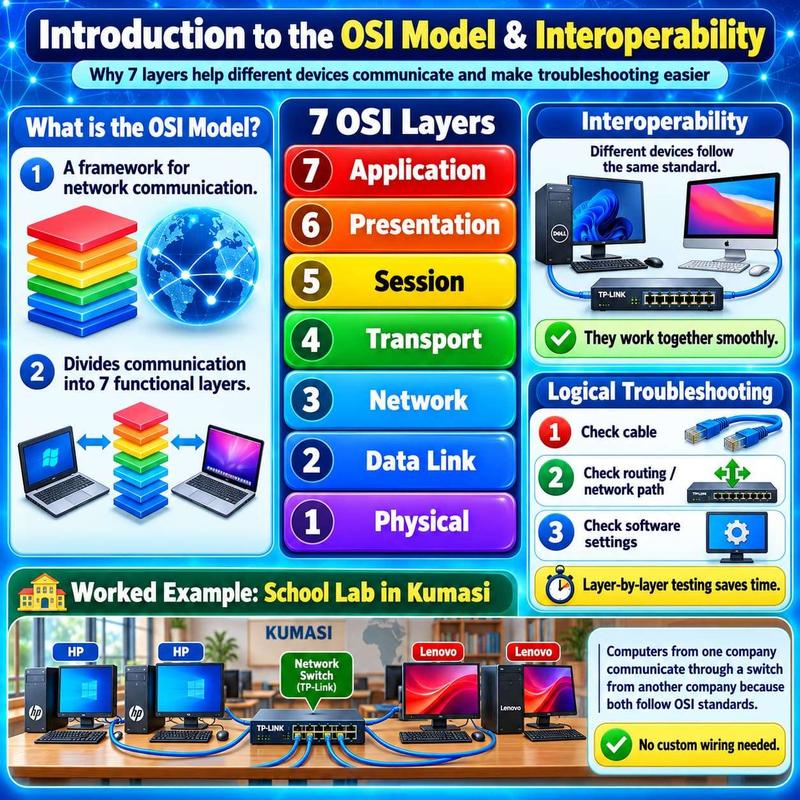 Introduction to the OSI Model & Interoperability
Why 7 layers help different devices communicate and make troubleshooting easier
What is the OSI Model?
1
A framework for
network communication.
2
Divides communication
into 7 functional layers.
7 OSI Layers
7 Application
6 Presentation
5 Session
4 Transport
3 Network
2 Data Link
1 Physical
Interoperability
Different devices follow
the same standard.
DELL
TP-LINK
They work together smoothly.
Logical Troubleshooting
1 Check cable
2 Check routing /
network path
TP-LINK
3 Check software
settings
Layer-by-layer testing saves time.
Worked Example: School Lab in Kumasi
KUMASI
HP
HP
Network
Switch
(TP-Link)
Lenovo
Lenovo
hp
hp
TP-LINK
Lenovo
Computers from one company
communicate through a switch
from another company because
both follow OSI standards.
No custom wiring needed.